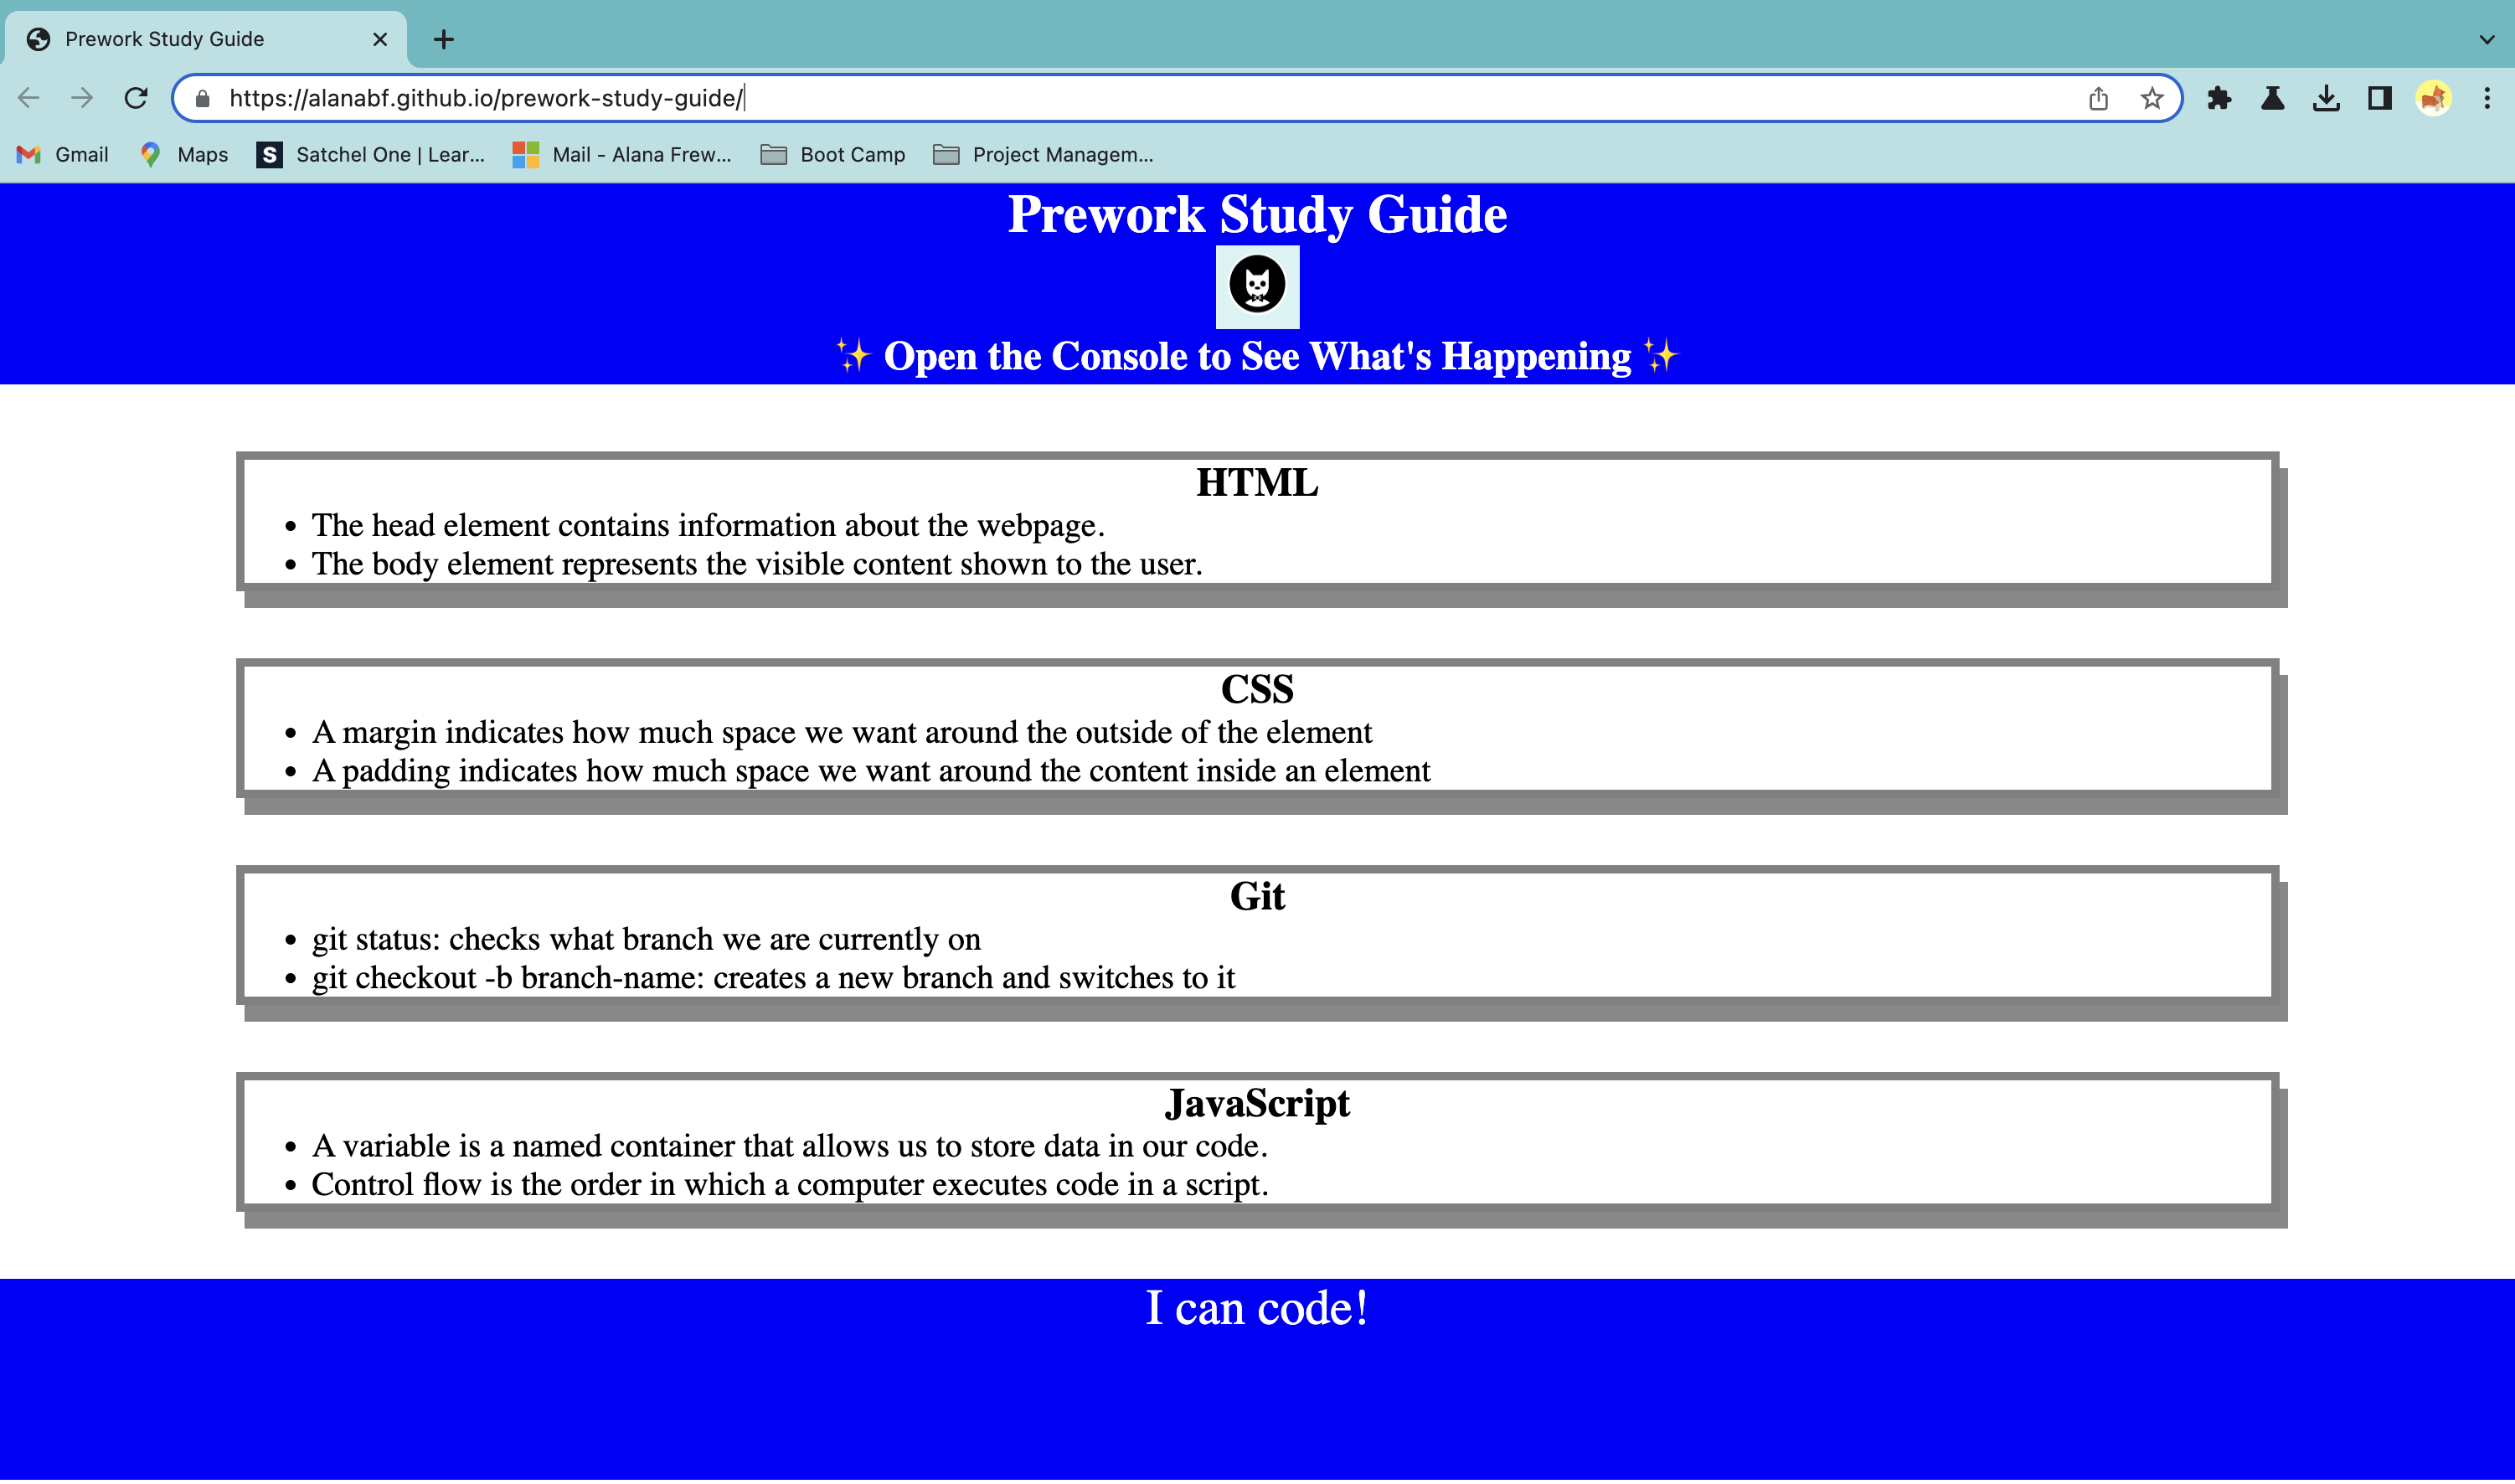 Prework Study Guide
https://alanabf.github.io/prework-study-guide/
Gmail Maps S Satchel One | Lear... Mail - Alana Frew... Boot Camp Project Managem...
Prework Study Guide
✨ Open the Console to See What's Happening ✨
HTML
• The head element contains information about the webpage.
• The body element represents the visible content shown to the user.
CSS
• A margin indicates how much space we want around the outside of the element
• A padding indicates how much space we want around the content inside an element
Git
• git status: checks what branch we are currently on
• git checkout -b branch-name: creates a new branch and switches to it
JavaScript
• A variable is a named container that allows us to store data in our code.
• Control flow is the order in which a computer executes code in a script.
I can code!